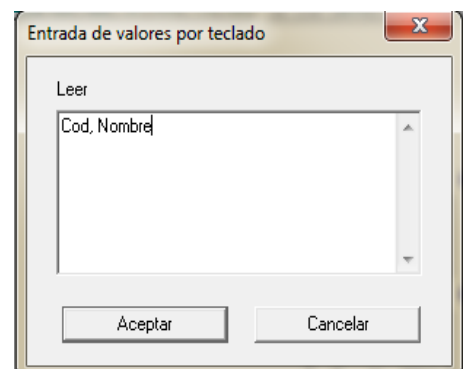 Entrada de valores por teclado
Leer
Cod, Nombre
Aceptar
Cancelar